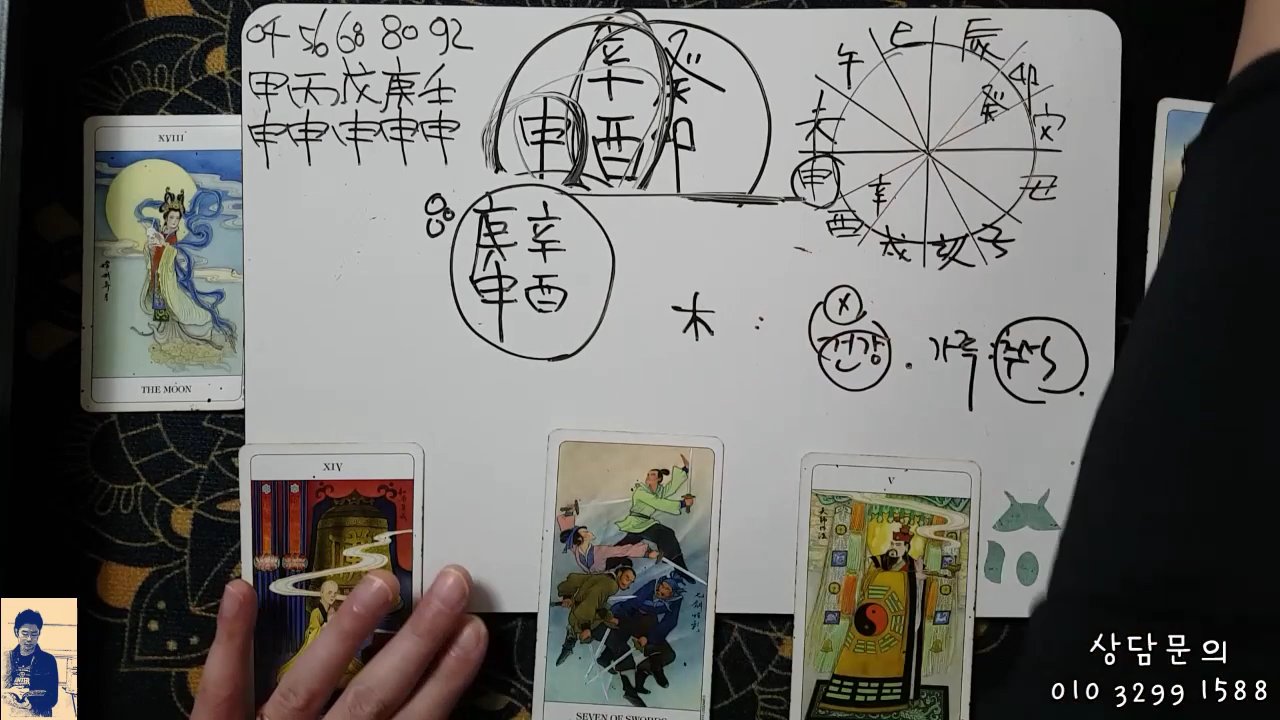 04 56 68 80 92
甲丙戊庚壬
申申申申申
辛癸
申酉卯
8:
庚辛
申酉
木
巳 辰 卯 寅 丑 子 亥 戌 酉 申 未 午
癸
辛
x
건강. 가족:
XVIII
THE MOON
XIV
SEVEN OF SWORDS
V
상담문의
010 3299 1588